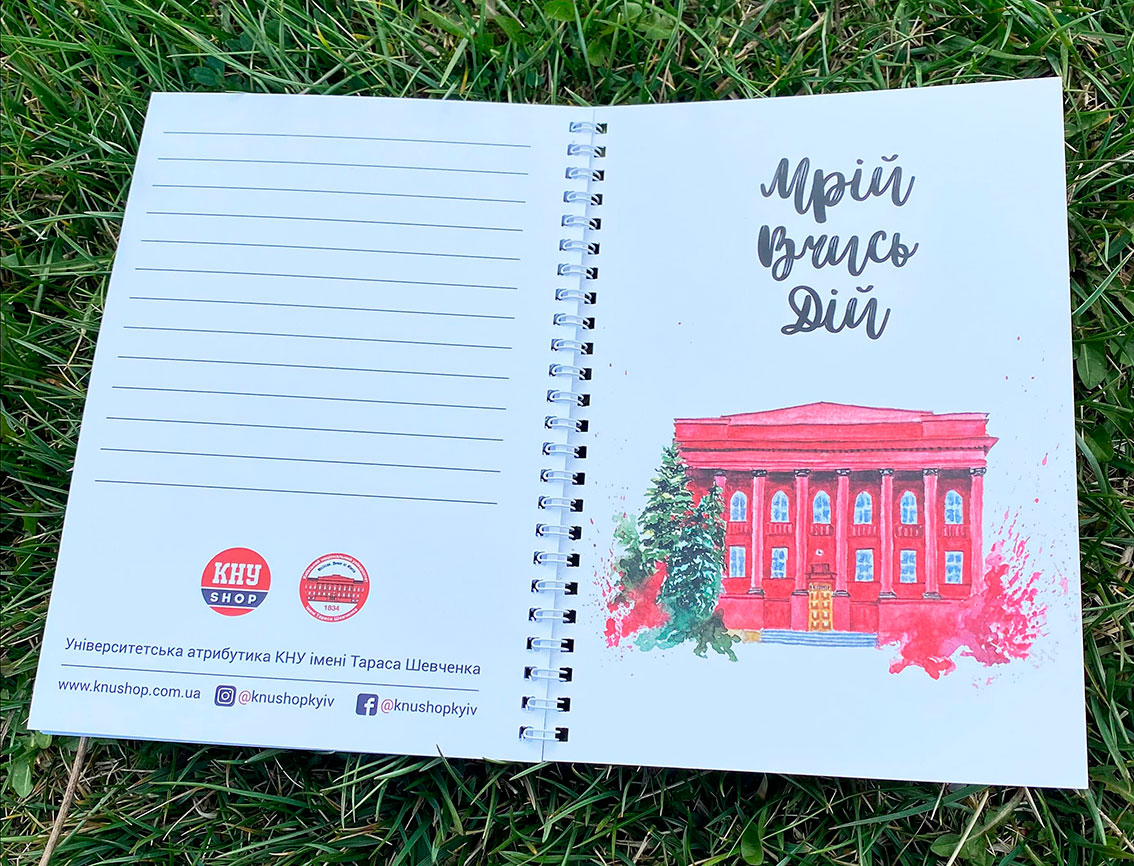 КНУ
SHOP
1834
Університетська атрибутика КНУ імені Тараса Шевченка
www.knushop.com.ua @knushopkyiv @knushopkyiv
Мрій
Вчись
Дій